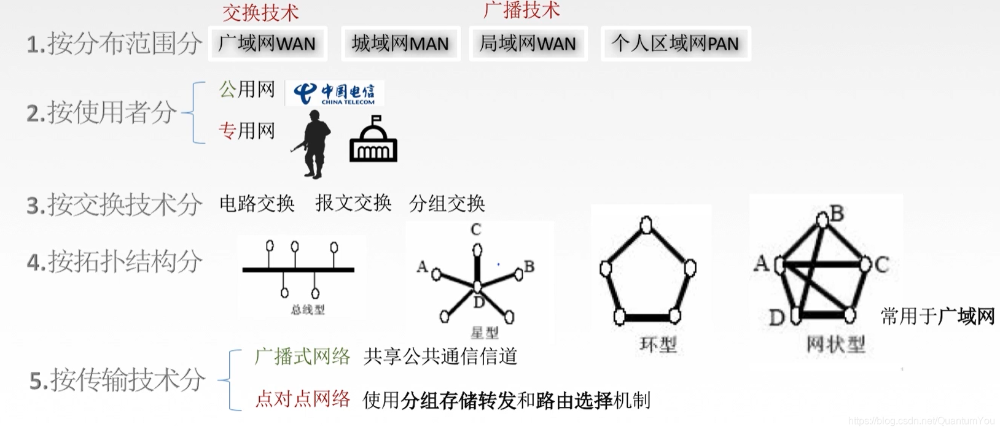 交换技术 广播技术
1.按分布范围分 广域网WAN 城域网MAN 局域网WAN 个人区域网PAN
公用网 中国电信
CHINA TELECOM
2.按使用者分
专用网
3.按交换技术分 电路交换 报文交换 分组交换
4.按拓扑结构分
总线型
C
A B
D
星型
环型
B
A C
D
网状型
常用于广域网
广播式网络 共享公共通信信道
5.按传输技术分
点对点网络 使用分组存储转发和路由选择机制
https://blog.csdn.net/QuantumYou